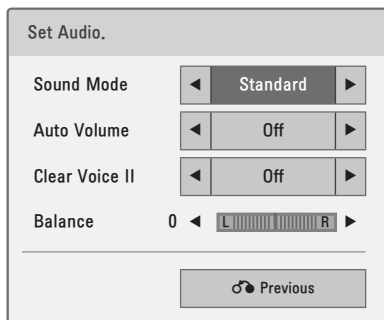 Set Audio.
Sound Mode ◀ Standard ▶
Auto Volume ◀ Off ▶
Clear Voice II ◀ Off ▶
Balance 0 ◀ L R ▶
Previous